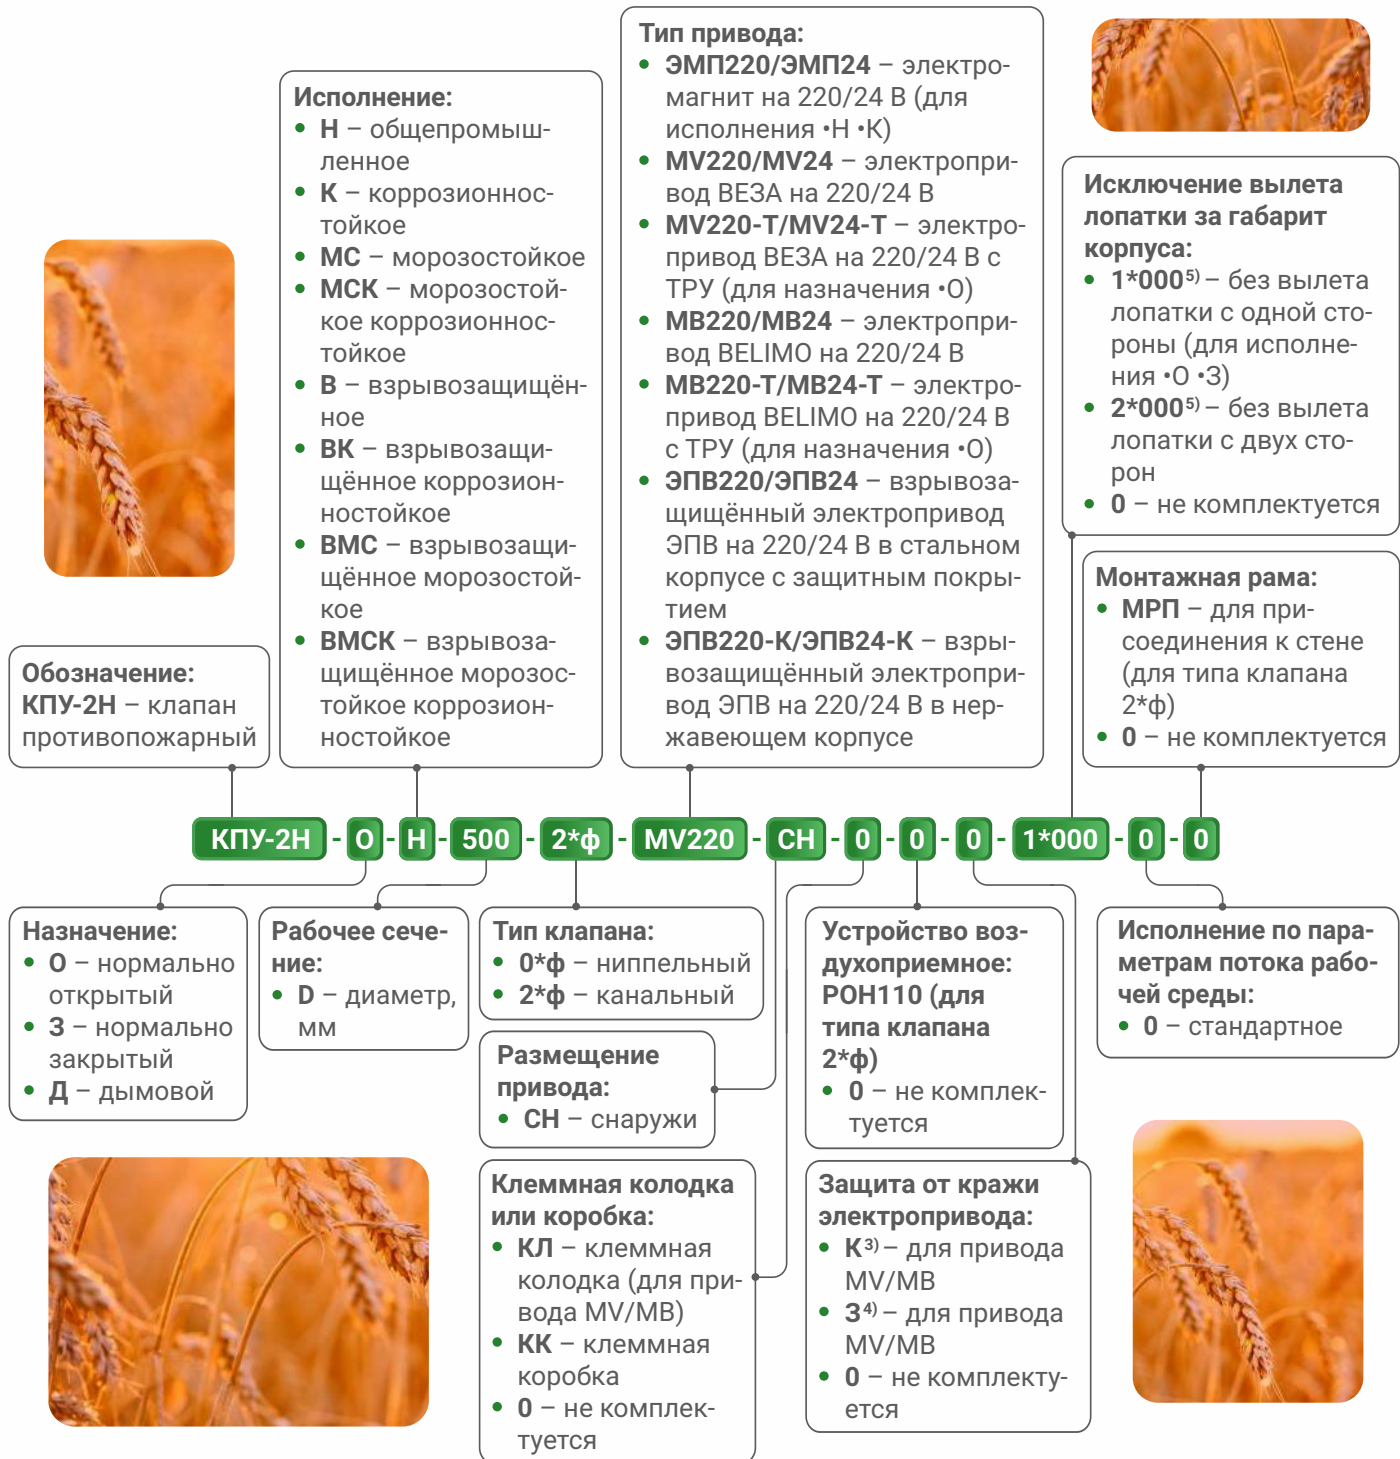 Обозначение:
КПУ-2Н – клапан
противопожарный
Исполнение:
• Н – общепромыш-
ленное
• К – коррозионнос-
тойкое
• МС – морозостойкое
• МСК – морозостой-
кое коррозионнос-
тойкое
• В – взрывозащищён-
ное
• ВК – взрывозащи-
щённое коррозион-
ностойкое
• ВМС – взрывозащи-
щённое морозостой-
кое
• ВМСК – взрывоза-
щищённое морозос-
тойкое коррозион-
ностойкое
Тип привода:
• ЭМП220/ЭМП24 – электро-
магнит на 220/24 В (для
исполнения •Н •К)
• MV220/MV24 – электропри-
вод ВЕЗА на 220/24 В
• MV220-T/MV24-T – электро-
привод ВЕЗА на 220/24 В с
ТРУ (для назначения •О)
• MB220/MB24 – электропри-
вод BELIMO на 220/24 В
• MB220-T/MB24-T – электро-
привод BELIMO на 220/24 В
с ТРУ (для назначения •О)
• ЭПВ220/ЭПВ24 – взрывоза-
щищённый электропривод
ЭПВ на 220/24 В в стальном
корпусе с защитным покры-
тием
• ЭПВ220-К/ЭПВ24-К – взры-
возащищённый электропри-
вод ЭПВ на 220/24 В в нер-
жавеющем корпусе
Исключение вылета
лопатки за габарит
корпуса:
• 1*000⁵⁾ – без вылета
лопатки с одной сто-
роны (для исполне-
ния •О •З)
• 2*000⁵⁾ – без вылета
лопатки с двух сто-
рон
• 0 – не комплектуется
Монтажная рама:
• МРП – для при-
соединения к стене
(для типа клапана
2*ф)
• 0 – не комплектуется
КПУ-2Н - О - Н - 500 - 2*ф - MV220 - СН - 0 - 0 - 0 - 1*000 - 0 - 0
Назначение:
• О – нормально
открытый
• З – нормально
закрытый
• Д – дымовой
Рабочее сече-
ние:
• D – диаметр,
мм
Тип клапана:
• 0*ф – ниппельный
• 2*ф – канальный
Размещение
привода:
• СН – снаружи
Клеммная колодка
или коробка:
• КЛ – клеммная
колодка (для при-
вода MV/MB)
• КК – клеммная
коробка
• 0 – не комплек-
туется
Устройство воз-
духоприемное:
РОН110 (для
типа клапана
2*ф)
• 0 – не комплек-
туется
Защита от кражи
электропривода:
• К³⁾ – для привода
MV/MB
• З⁴⁾ – для привода
MV/MB
• 0 – не комплекту-
ется
Исполнение по пара-
метрам потока рабо-
чей среды:
• 0 – стандартное